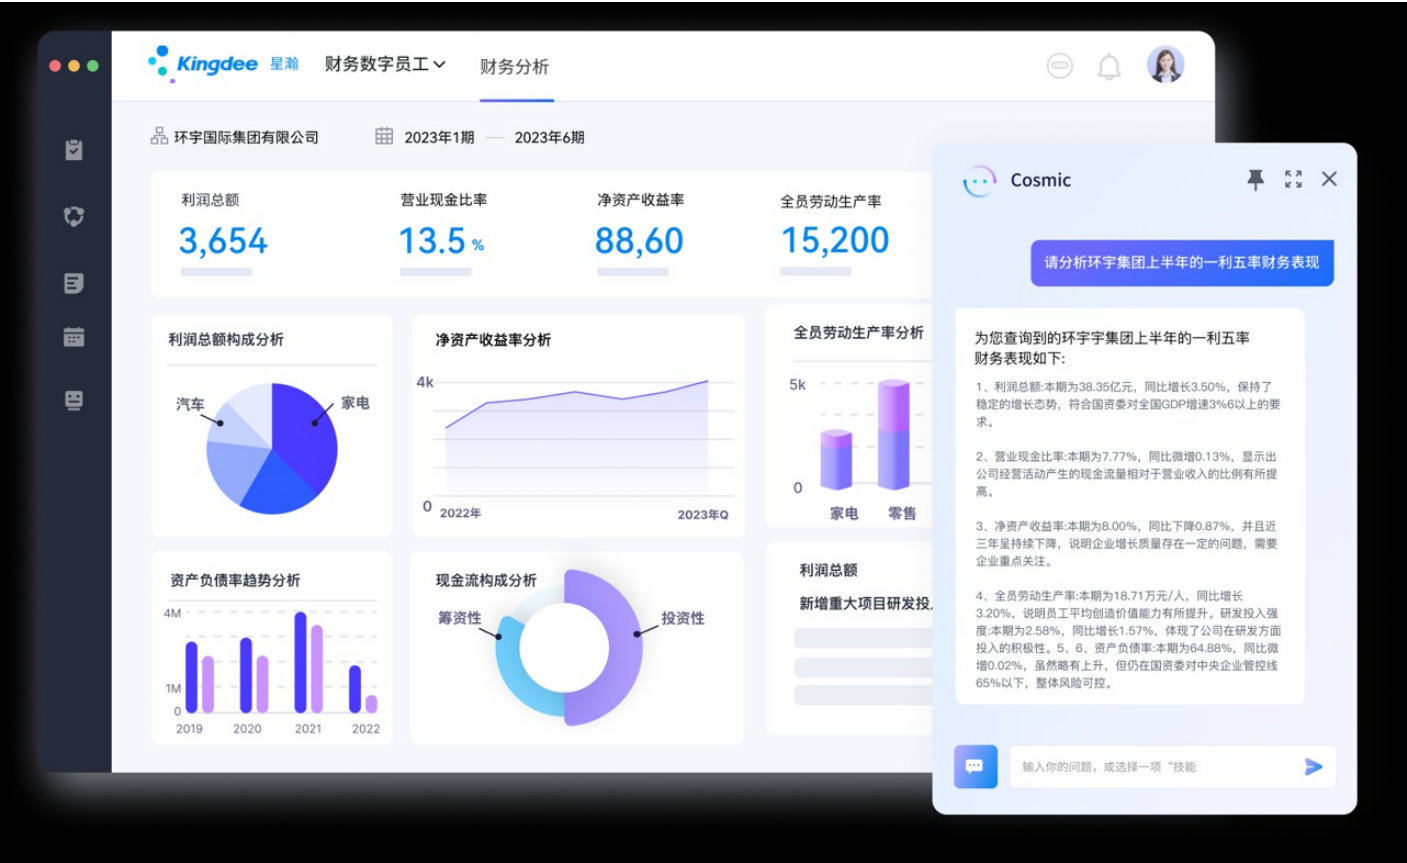 Kingdee 星瀚
财务数字员工
财务分析
环宇国际集团有限公司
2023年1期 — 2023年6期
利润总额
营业现金比率
净资产收益率
全员劳动生产率
3,654
13.5 %
88,60
15,200
利润总额构成分析
汽车
家电
净资产收益率分析
4k
0
2022年
2023年Q
全员劳动生产率分析
5k
0
家电
零售
资产负债率趋势分析
4M
1M
0
2019
2020
2021
2022
现金流构成分析
筹资性
投资性
利润总额
新增重大项目研发投
Cosmic
请分析环宇集团上半年的一利五率财务表现
为您查询到的环宇宇集团上半年的一利五率
财务表现如下:
1、利润总额:本期为38.35亿元，同比增长3.50%，保持了
稳定的增长态势，符合国资委对全国GDP增速3%6以上的要
求。
2、营业现金比率:本期为7.77%，同比微增0.13%，显示出
公司经营活动产生的现金流量相对于营业收入的比例有所提
高。
3、净资产收益率:本期为8.00%，同比下降0.87%，并且近
三年呈持续下降，说明企业增长质量存在一定的问题，需要
企业重点关注。
4、全员劳动生产率:本期为18.71万元/人，同比增长
3.20%，说明员工平均创造价值能力有所提升。研发投入强
度:本期为2.58%，同比增长1.57%，体现了公司在研发方面
投入的积极性。5、6、资产负债率:本期为64.88%，同比微
增0.02%，虽然略有上升，但仍在国资委对中央企业管控线
65%以下，整体风险可控。
输入你的问题，或选择一项“技能